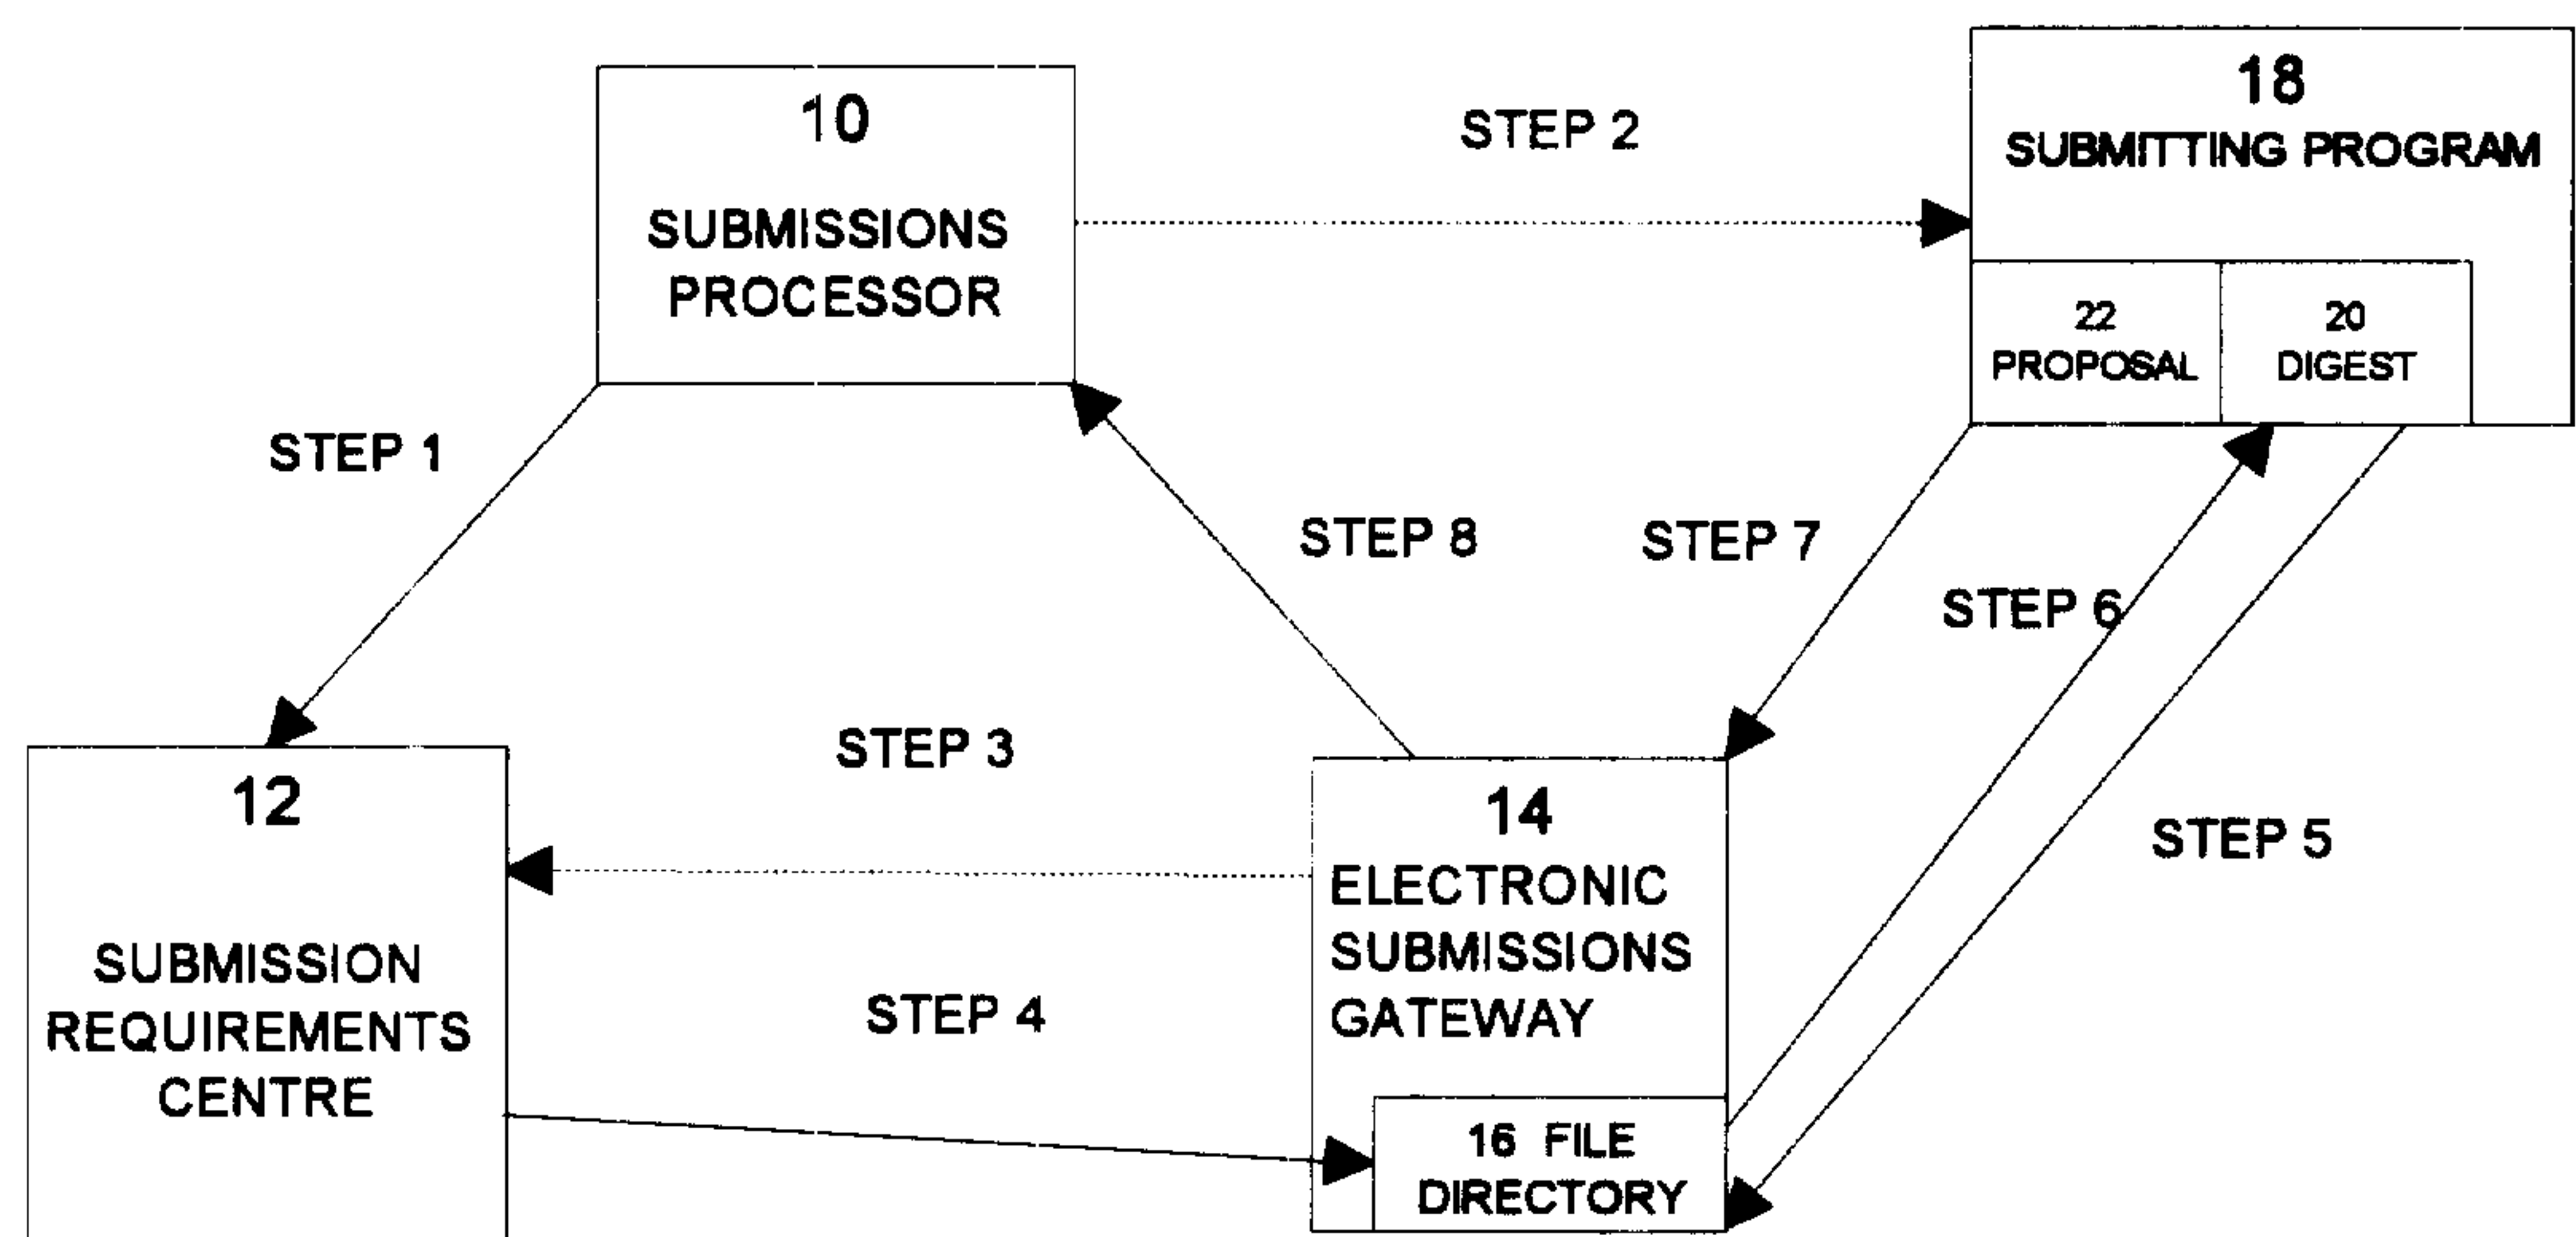 10
SUBMISSIONS
PROCESSOR
STEP 2
18
SUBMITTING PROGRAM
22
PROPOSAL
20
DIGEST
STEP 1
STEP 8
STEP 7
STEP 6
STEP 3
STEP 5
12
SUBMISSION
REQUIREMENTS
CENTRE
STEP 4
14
ELECTRONIC
SUBMISSIONS
GATEWAY
16 FILE
DIRECTORY